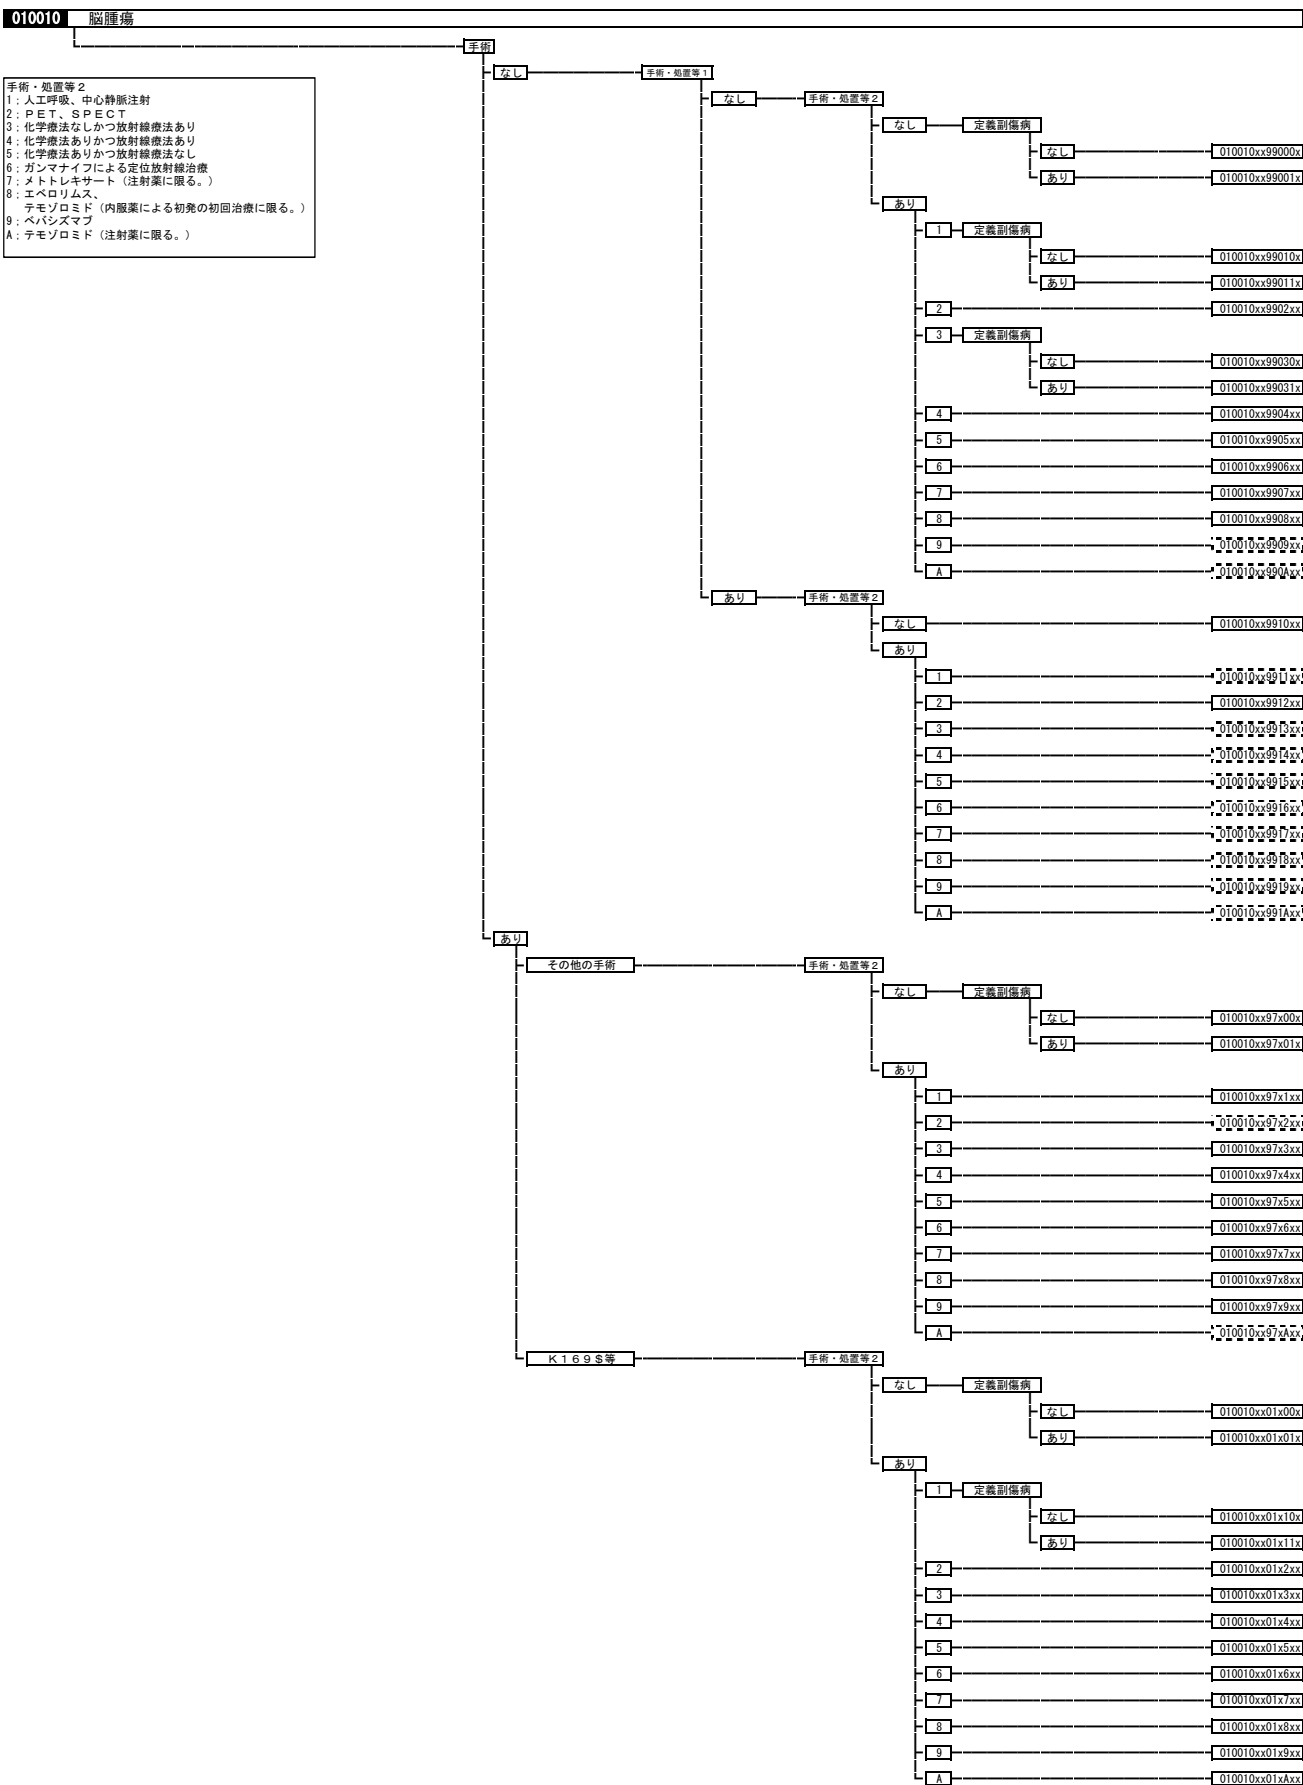 010010 脳腫瘍
手術
なし 手術・処置等1
手術・処置等2
1；人工呼吸、中心静脈注射
2；ＰＥＴ、ＳＰＥＣＴ
3；化学療法なしかつ放射線療法あり
4；化学療法ありかつ放射線療法あり
5；化学療法ありかつ放射線療法なし
6；ガンマナイフによる定位放射線治療
7；メトトレキサート（注射薬に限る。）
8；エベロリムス、
テモゾロミド（内服薬による初発の初回治療に限る。）
9；ベバシズマブ
A；テモゾロミド（注射薬に限る。）
なし 手術・処置等2
なし 定義副傷病
なし 010010xx99000x
あり 010010xx99001x
あり
1 定義副傷病
なし 010010xx99010x
あり 010010xx99011x
2 010010xx9902xx
3 定義副傷病
なし 010010xx99030x
あり 010010xx99031x
4 010010xx9904xx
5 010010xx9905xx
6 010010xx9906xx
7 010010xx9907xx
8 010010xx9908xx
9 010010xx9909xx
A 010010xx990Axx
あり 手術・処置等2
なし 010010xx9910xx
あり
1 010010xx9911xx
2 010010xx9912xx
3 010010xx9913xx
4 010010xx9914xx
5 010010xx9915xx
6 010010xx9916xx
7 010010xx9917xx
8 010010xx9918xx
9 010010xx9919xx
A 010010xx991Axx
あり
その他の手術 手術・処置等2
なし 定義副傷病
なし 010010xx97x00x
あり 010010xx97x01x
あり
1 010010xx97x1xx
2 010010xx97x2xx
3 010010xx97x3xx
4 010010xx97x4xx
5 010010xx97x5xx
6 010010xx97x6xx
7 010010xx97x7xx
8 010010xx97x8xx
9 010010xx97x9xx
A 010010xx97xAxx
Ｋ１６９＄等 手術・処置等2
なし 定義副傷病
なし 010010xx01x00x
あり 010010xx01x01x
あり
1 定義副傷病
なし 010010xx01x10x
あり 010010xx01x11x
2 010010xx01x2xx
3 010010xx01x3xx
4 010010xx01x4xx
5 010010xx01x5xx
6 010010xx01x6xx
7 010010xx01x7xx
8 010010xx01x8xx
9 010010xx01x9xx
A 010010xx01xAxx